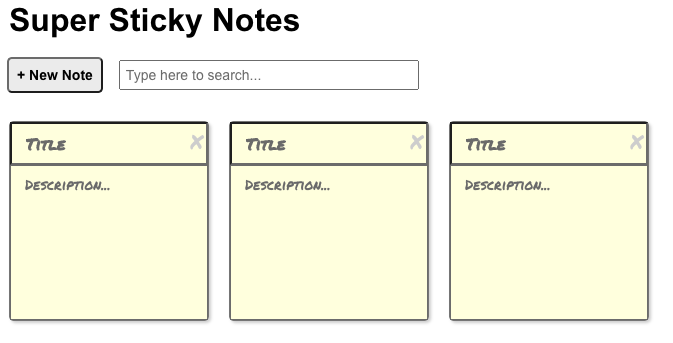 Super Sticky Notes
+ New Note Type here to search...
Title × Title × Title ×
Description... Description... Description...